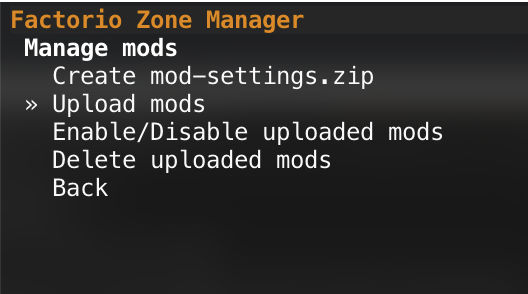 Factorio Zone Manager
Manage mods
Create mod-settings.zip
» Upload mods
Enable/Disable uploaded mods
Delete uploaded mods
Back